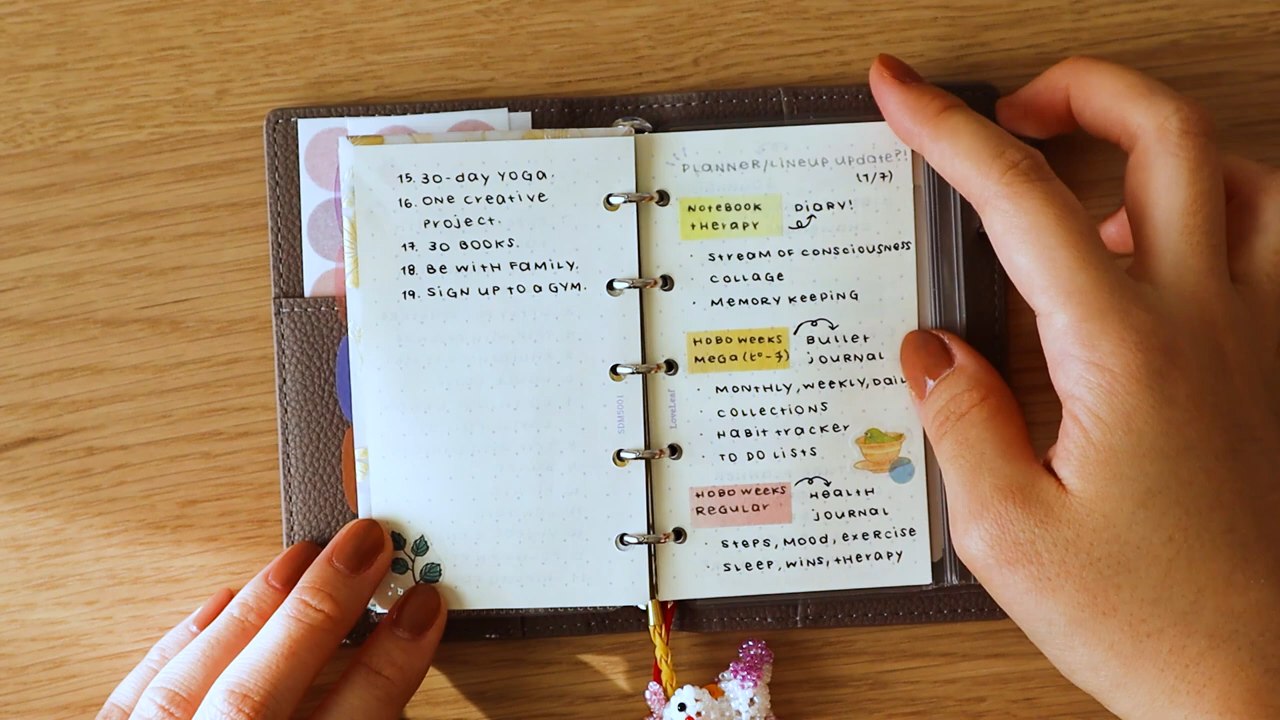 15. 30-day YOGA.
16. ONE Creative
Project.
17. 30 BOOKS.
18. Be WITH FAMILY.
19. SIGN UP TO a GYM.
SDM5001
LoveLeaf
PLANNER/LINEUP UPDATE?!
(1/7)
NOTEBOOK
tHERAPY
DIARY!
· STREAM OF CONSCIOUSNESS
COLLAGE
· MEMORY KEEPING
HOBO WEEKS
MEGA (to-J)
BULLET
JOURNAL
· MONTHLY, WEEKLY, DAIL
· COLLECTIONS
· HABIT tRACKER
· TO DO LISTS
HOBO WEEKS
REGULAR
HEALTH
JOURNAL
· STEPS, MOOD, EXERCISE
· SLEEP, WINS, tHERAPY